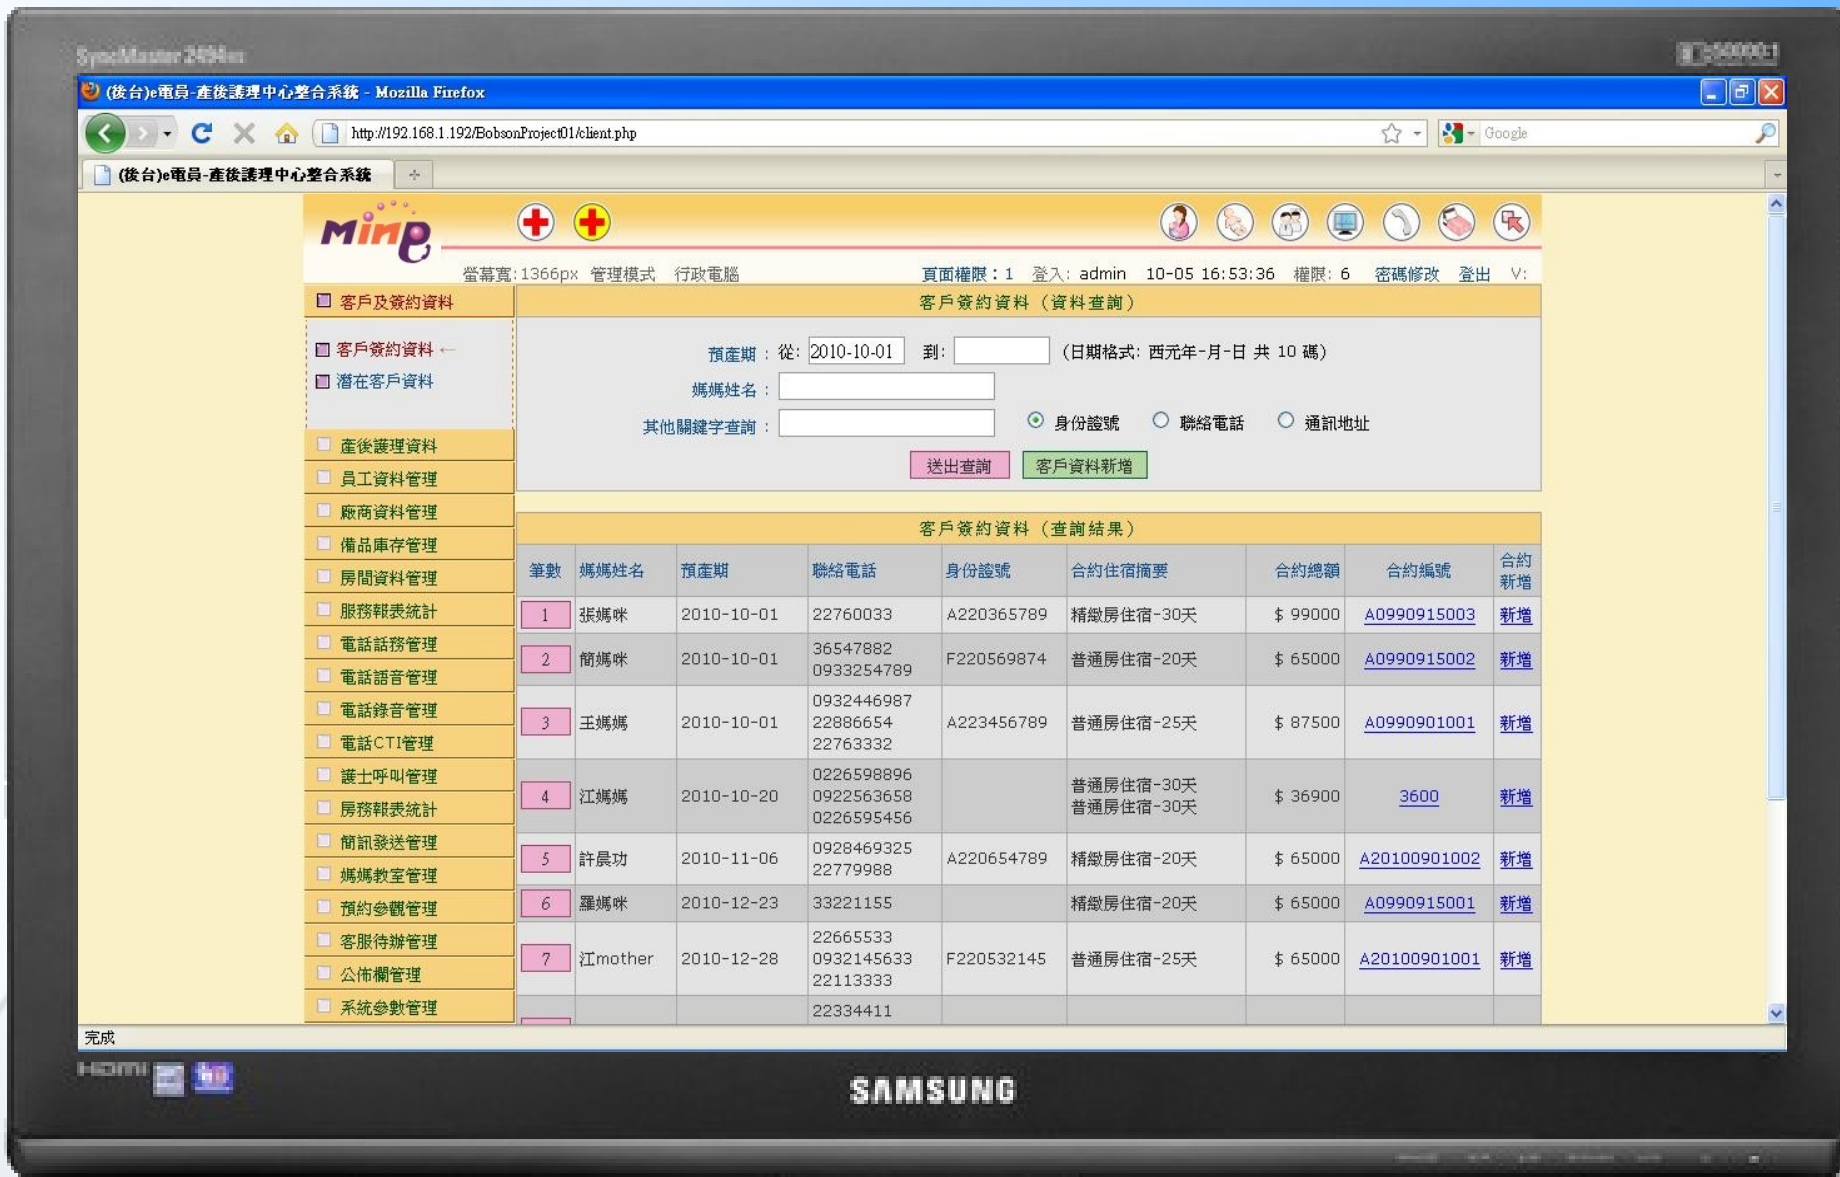 SyncMaster 2494
(後台)e電員-產後護理中心整合系統 - Mozilla Firefox
http://192.168.1.192/BobsonProject01/client.php
Google
(後台)e電員-產後護理中心整合系統
Minp
螢幕寬:1366px 管理模式 行政電腦 頁面權限：1 登入: admin 10-05 16:53:36 權限: 6 密碼修改 登出 V:
客戶及簽約資料
客戶簽約資料 ←
潛在客戶資料
產後護理資料
員工資料管理
廠商資料管理
備品庫存管理
房間資料管理
服務報表統計
電話話務管理
電話語音管理
電話錄音管理
電話CTI管理
護士呼叫管理
房務報表統計
簡訊發送管理
媽媽教室管理
預約參觀管理
客服待辦管理
公佈欄管理
系統參數管理
客戶簽約資料（資料查詢）
預產期：從: 2010-10-01 到: (日期格式: 西元年-月-日 共 10 碼)
媽媽姓名：
其他關鍵字查詢： 身份證號 聯絡電話 通訊地址
送出查詢 客戶資料新增
客戶簽約資料（查詢結果）
筆數 媽媽姓名 預產期 聯絡電話 身份證號 合約住宿摘要 合約總額 合約編號 合約新增
1 張媽咪 2010-10-01 22760033 A220365789 精緻房住宿-30天 $ 99000 A0990915003 新增
2 簡媽咪 2010-10-01 36547882 0933254789 F220569874 普通房住宿-20天 $ 65000 A0990915002 新增
3 王媽媽 2010-10-01 0932446987 22886654 22763332 A223456789 普通房住宿-25天 $ 87500 A0990901001 新增
4 江媽媽 2010-10-20 0226598896 0922563658 0226595456 普通房住宿-30天 普通房住宿-30天 $ 36900 3600 新增
5 許晨功 2010-11-06 0928469325 22779988 A220654789 精緻房住宿-20天 $ 65000 A20100901002 新增
6 羅媽咪 2010-12-23 33221155 精緻房住宿-20天 $ 65000 A0990915001 新增
7 江mother 2010-12-28 22665533 0932145633 22113333 F220532145 普通房住宿-25天 $ 65000 A20100901001 新增
22334411
完成
HDMI
SAMSUNG